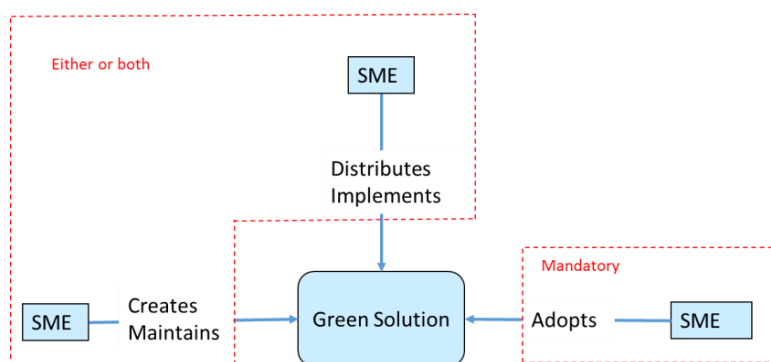 Either or both
SME
Distributes
Implements
Mandatory
SME
Creates
Maintains
Green Solution
Adopts
SME